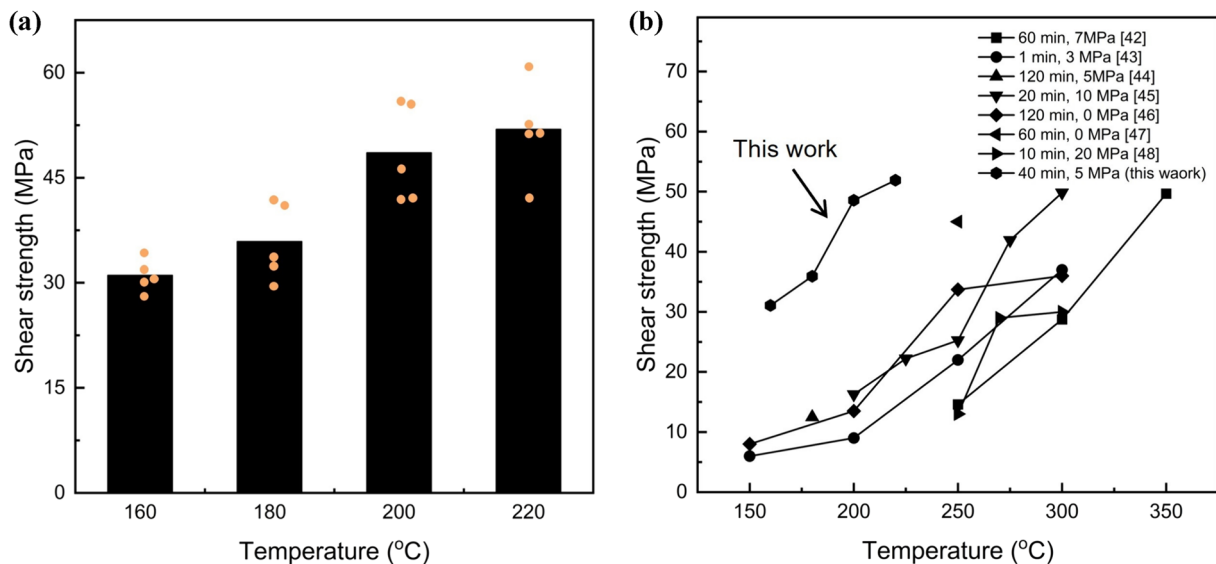 (a)
Shear strength (MPa)
60
45
30
15
0
160 180 200 220
Temperature (°C)
(b)
Shear strength (MPa)
70
60
50
40
30
20
10
0
60 min, 7MPa [42]
1 min, 3 MPa [43]
120 min, 5MPa [44]
20 min, 10 MPa [45]
120 min, 0 MPa [46]
60 min, 0 MPa [47]
10 min, 20 MPa [48]
40 min, 5 MPa (this waork)
This work
150 200 250 300 350
Temperature (°C)